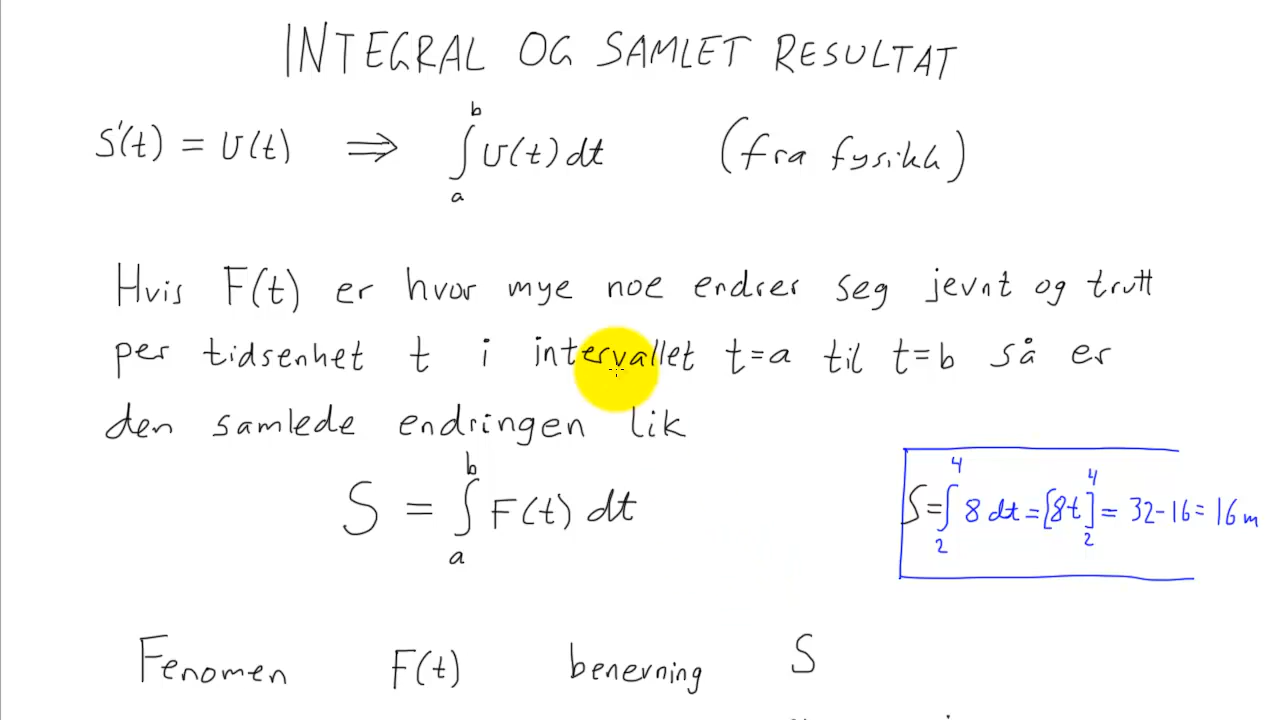 INTEGRAL OG SAMLET RESULTAT
S'(t) = v(t) ⇒ ∫ₐᵇ v(t) dt (fra fysikk)
Hvis F(t) er hvor mye noe endrer seg jevnt og trutt
per tidsenhet t i intervallet t=a til t=b så er
den samlede endringen lik
S = ∫ₐᵇ F(t) dt
S = ∫₂⁴ 8 dt = [8t]₂⁴ = 32-16 = 16 m
Fenomen F(t) benevning S